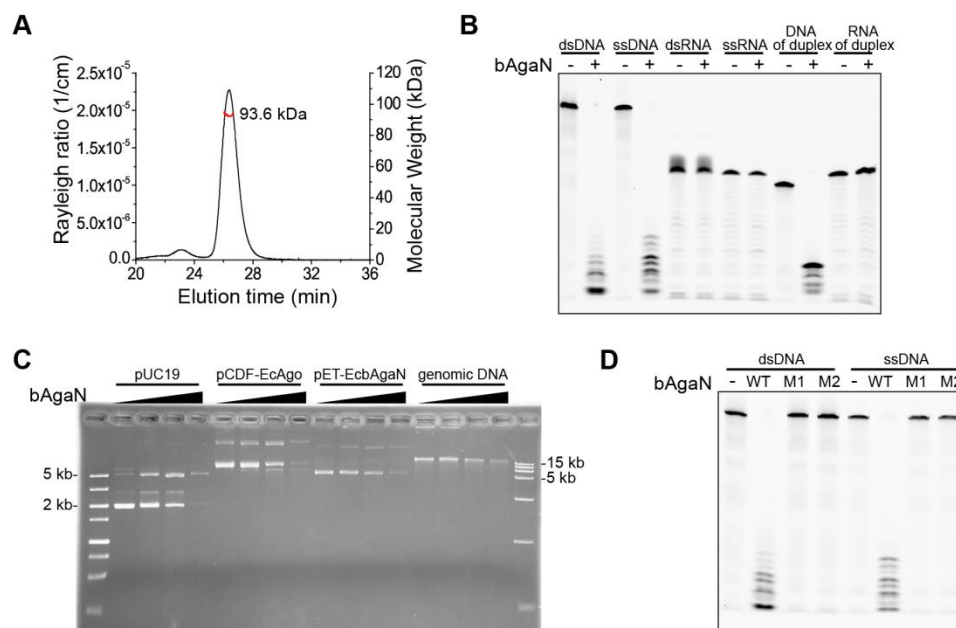 A
Rayleigh ratio (1/cm)
2.5x10⁻⁵
2.0x10⁻⁵
1.5x10⁻⁵
1.0x10⁻⁵
5.0x10⁻⁶
0.0
93.6 kDa
120
100
80
60
40
20
0
Molecular Weight (kDa)
20 24 28 32 36
Elution time (min)
B
dsDNA ssDNA dsRNA ssRNA DNA of duplex RNA of duplex
bAgaN - + - + - + - + - + - +
C
pUC19 pCDF-EcAgo pET-EcbAgaN genomic DNA
bAgaN
5 kb-
2 kb-
-15 kb
-5 kb
D
dsDNA ssDNA
bAgaN - WT M1 M2 - WT M1 M2